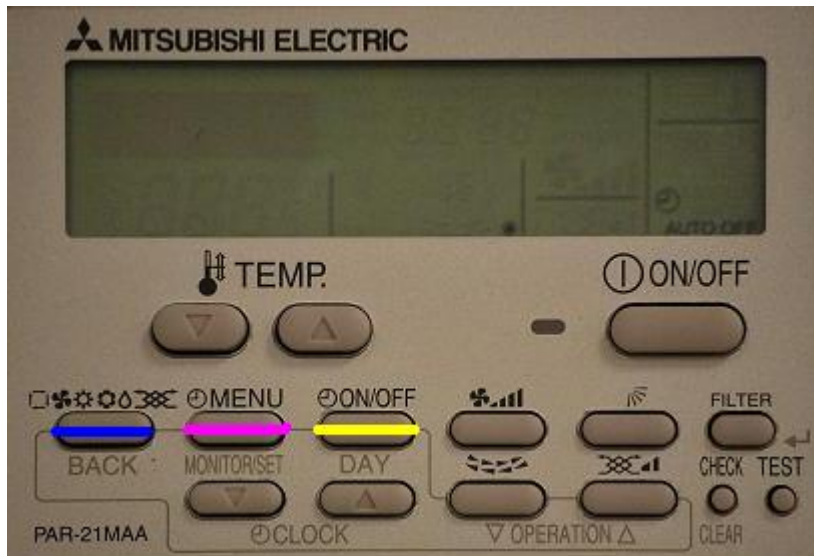 MITSUBISHI ELECTRIC
AUTO OFF
TEMP. ON/OFF
MENU ON/OFF FILTER
BACK MONITOR/SET DAY CHECK TEST
PAR-21MAA CLOCK ▽ OPERATION △ CLEAR